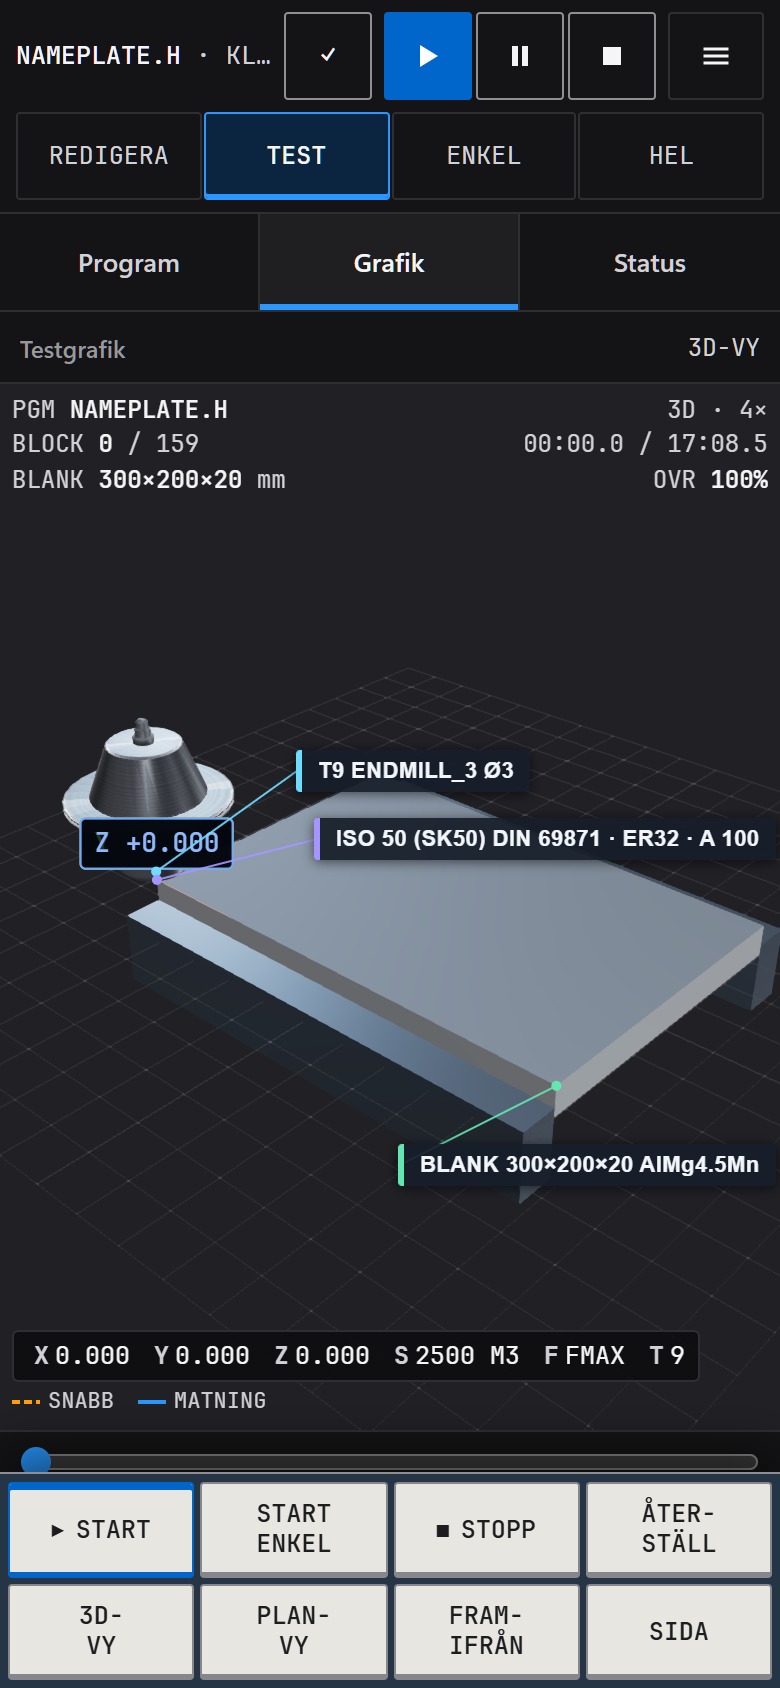 NAMEPLATE.H · KL…
REDIGERA TEST ENKEL HEL
Program Grafik Status
Testgrafik 3D-VY
PGM NAMEPLATE.H 3D · 4×
BLOCK 0 / 159 00:00.0 / 17:08.5
BLANK 300×200×20 mm OVR 100%
T9 ENDMILL_3 Ø3
Z +0.000
ISO 50 (SK50) DIN 69871 · ER32 · A 100
BLANK 300×200×20 AlMg4.5Mn
X 0.000 Y 0.000 Z 0.000 S 2500 M3 F FMAX T 9
SNABB MATNING
▶ START
START
ENKEL
■ STOPP
ÅTER-
STÄLL
3D-
VY
PLAN-
VY
FRAM-
IFRÅN
SIDA